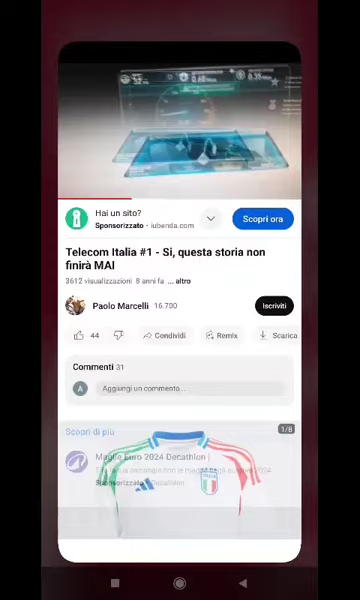 Hai un sito?
Sponsorizzato · iubenda.com
Scopri ora
Telecom Italia #1 - Si, questa storia non
finirà MAI
3612 visualizzazioni 8 anni fa ... altro
Paolo Marcelli 16.700
Iscriviti
44
Condividi
Remix
Scarica
Commenti 31
A
Aggiungi un commento...
Scopri di più
1/8
Maglie Euro 2024 Decathlon |
Sponsorizzato · Decathlon
ITALIA